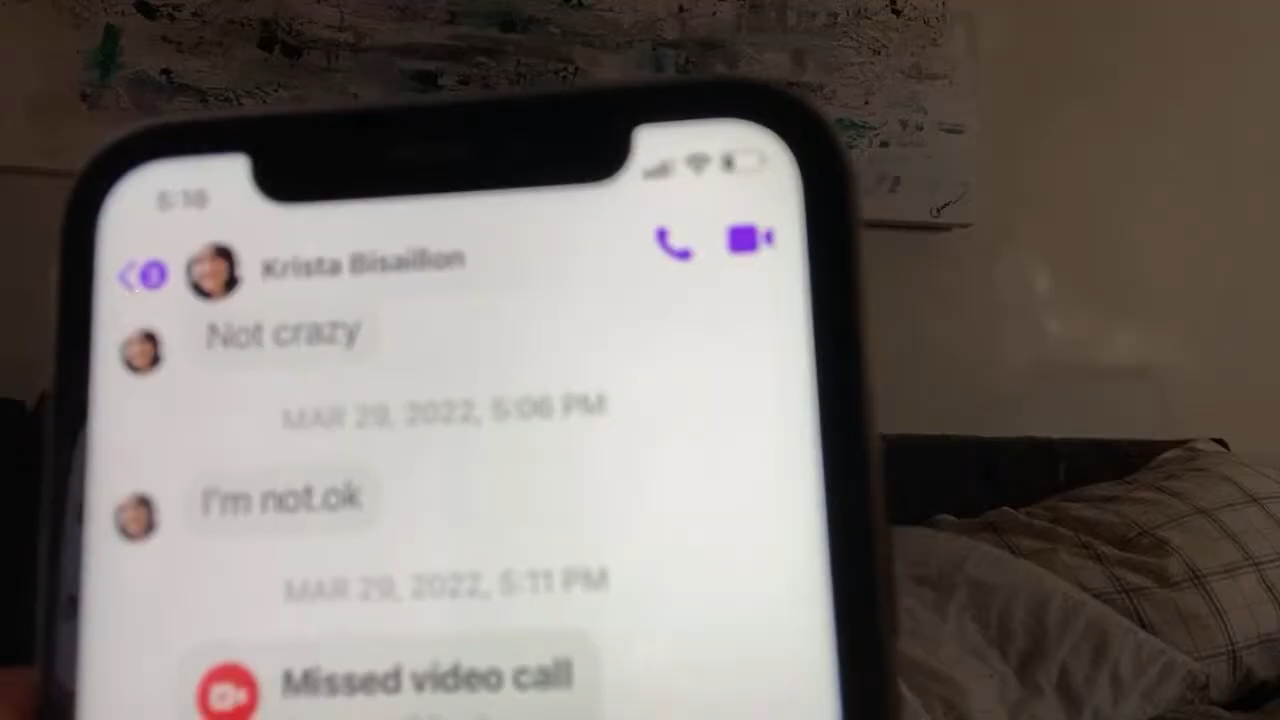 5:16
3
Krista Bisaillon
Not crazy
MAR 29, 2022, 5:06 PM
I'm not.ok
MAR 29, 2022, 5:11 PM
Missed video call